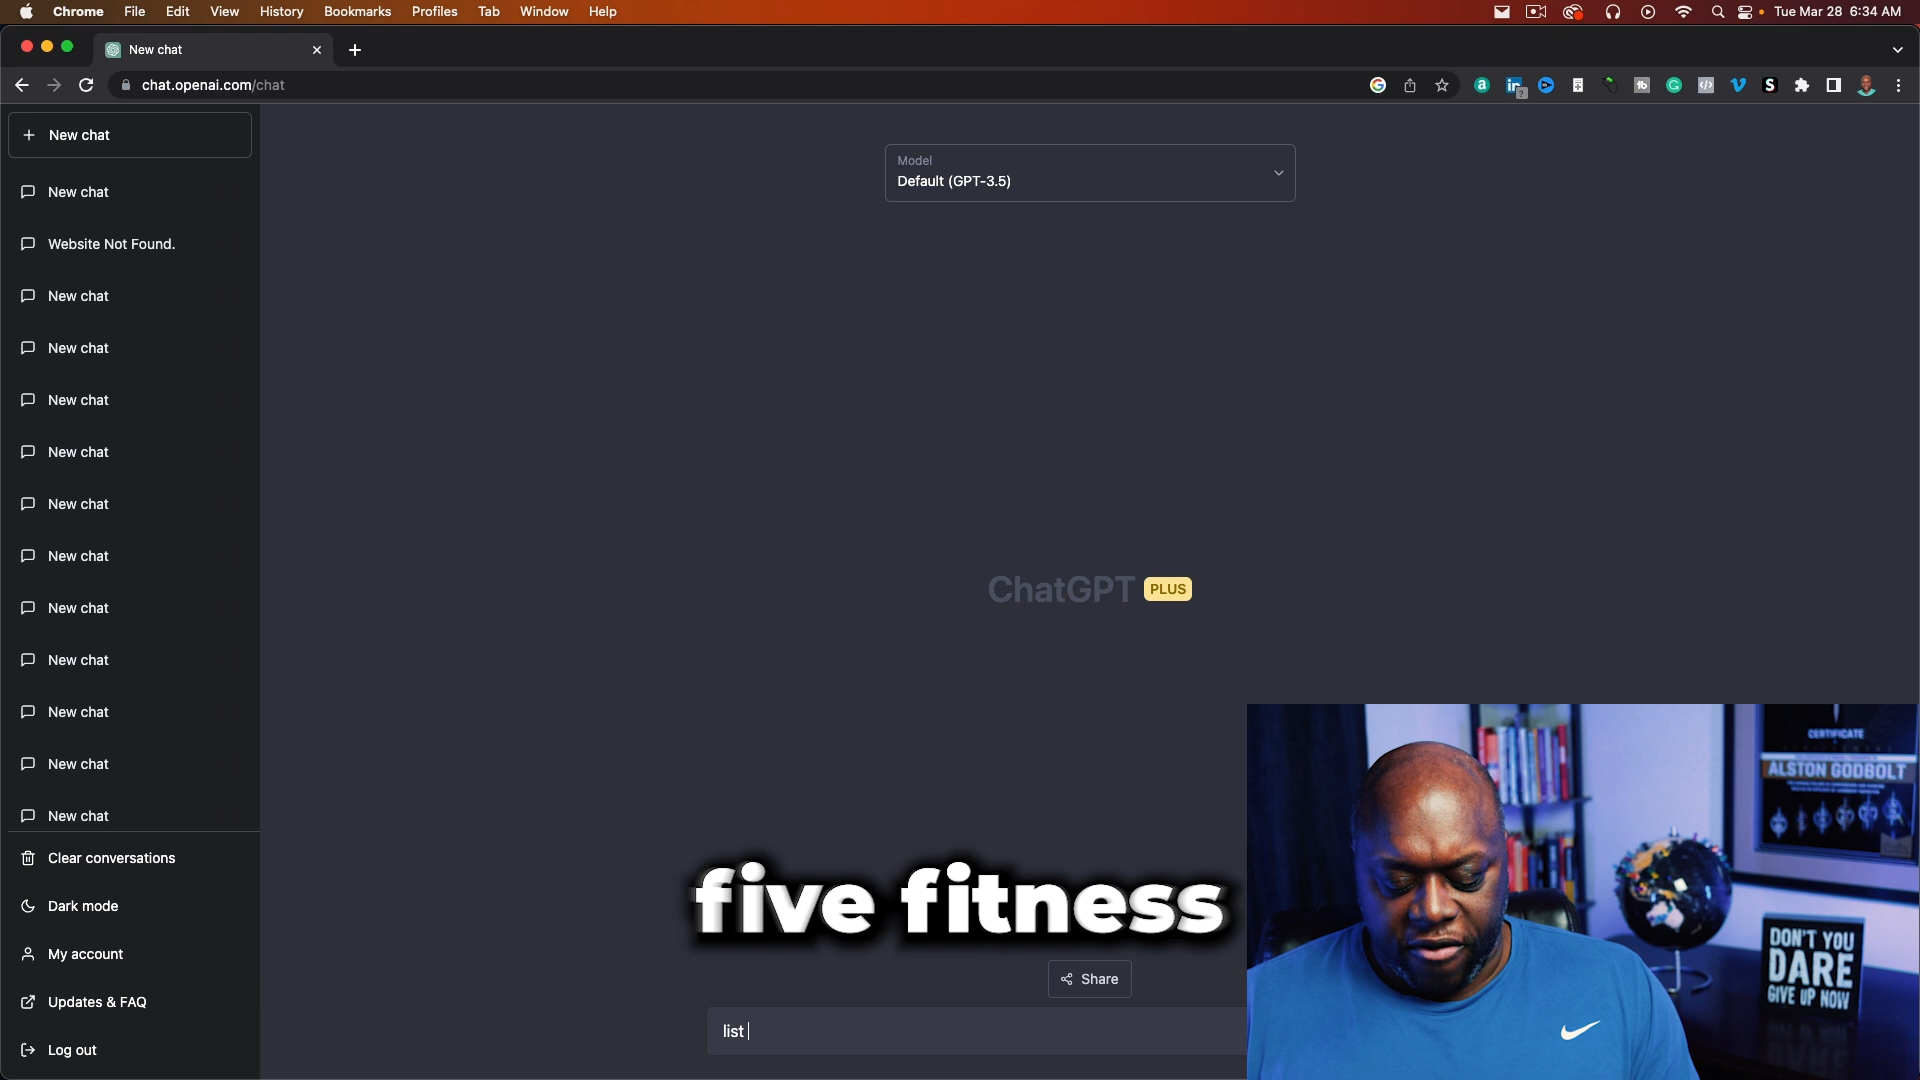 Chrome File Edit View History Bookmarks Profiles Tab Window Help
Tue Mar 28 6:34 AM
New chat
chat.openai.com/chat
New chat
New chat
Website Not Found.
New chat
New chat
New chat
New chat
New chat
New chat
New chat
New chat
New chat
New chat
New chat
Clear conversations
Dark mode
My account
Updates & FAQ
Log out
Model
Default (GPT-3.5)
ChatGPT PLUS
five fitness
Share
list
CERTIFICATE
ALSTON GODBOLT
DON'T YOU
DARE
GIVE UP NOW